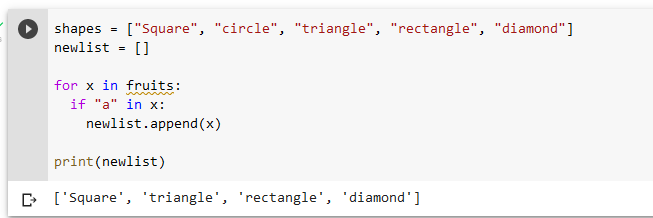 shapes = ["Square", "circle", "triangle", "rectangle", "diamond"]
newlist = []
for x in fruits:
  if "a" in x:
    newlist.append(x)
print(newlist)
['Square', 'triangle', 'rectangle', 'diamond']